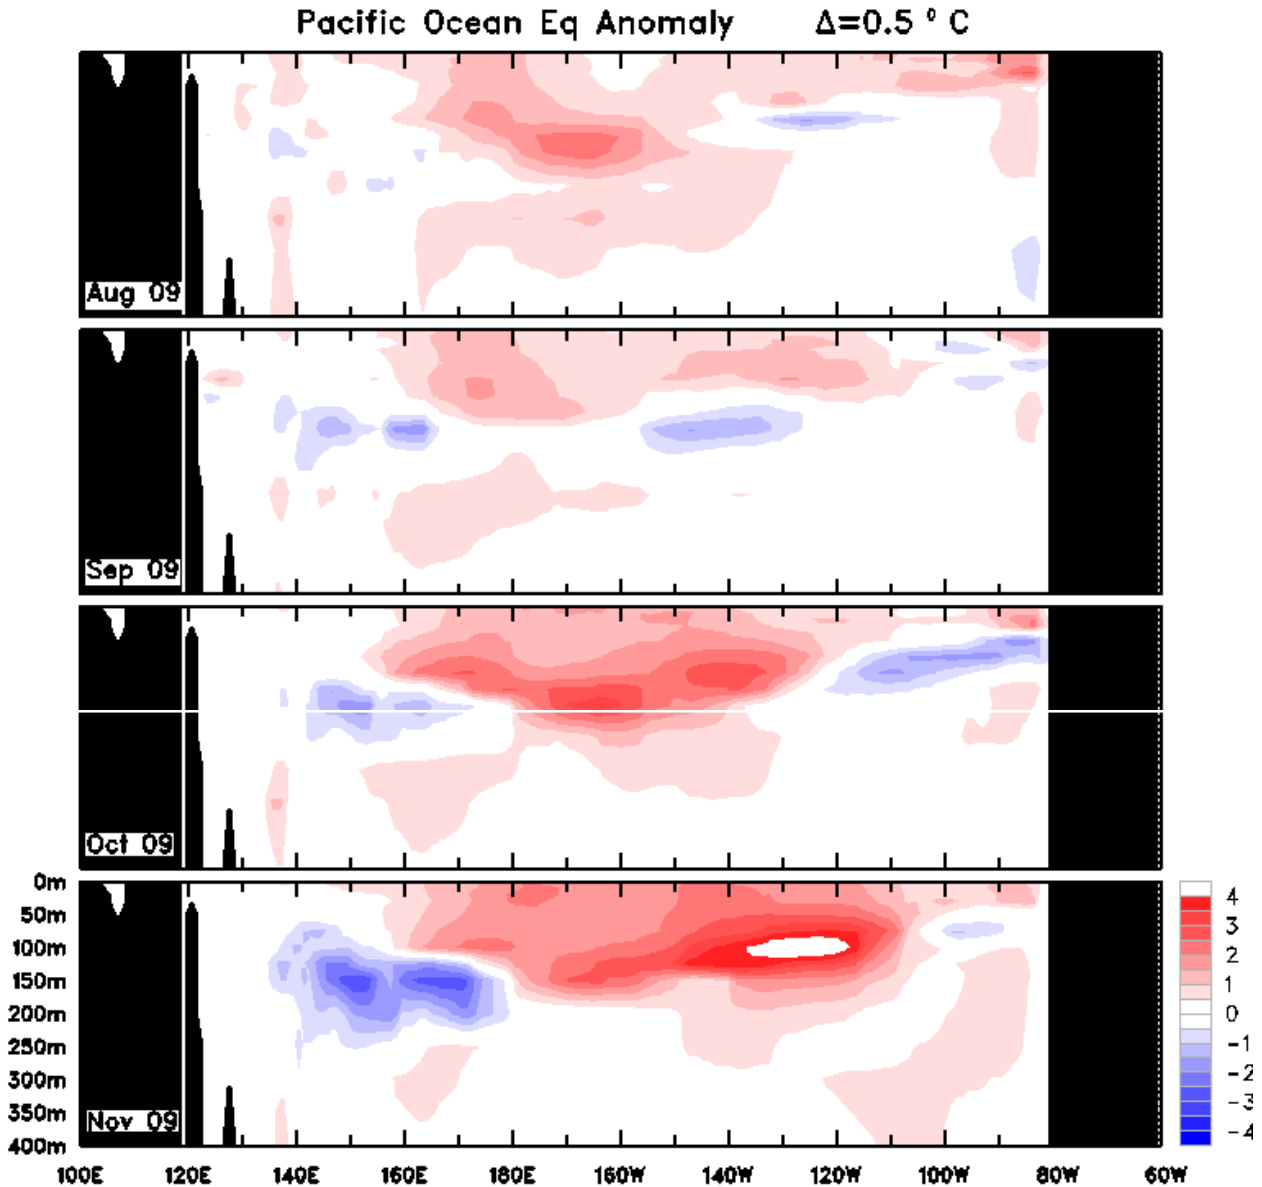 Pacific Ocean Eq Anomaly Δ=0.5 ° C
Aug 09
Sep 09
Oct 09
Nov 09
0m
50m
100m
150m
200m
250m
300m
350m
400m
100E 120E 140E 160E 180E 160W 140W 120W 100W 80W 60W
4
3
2
1
0
-1
-2
-3
-4